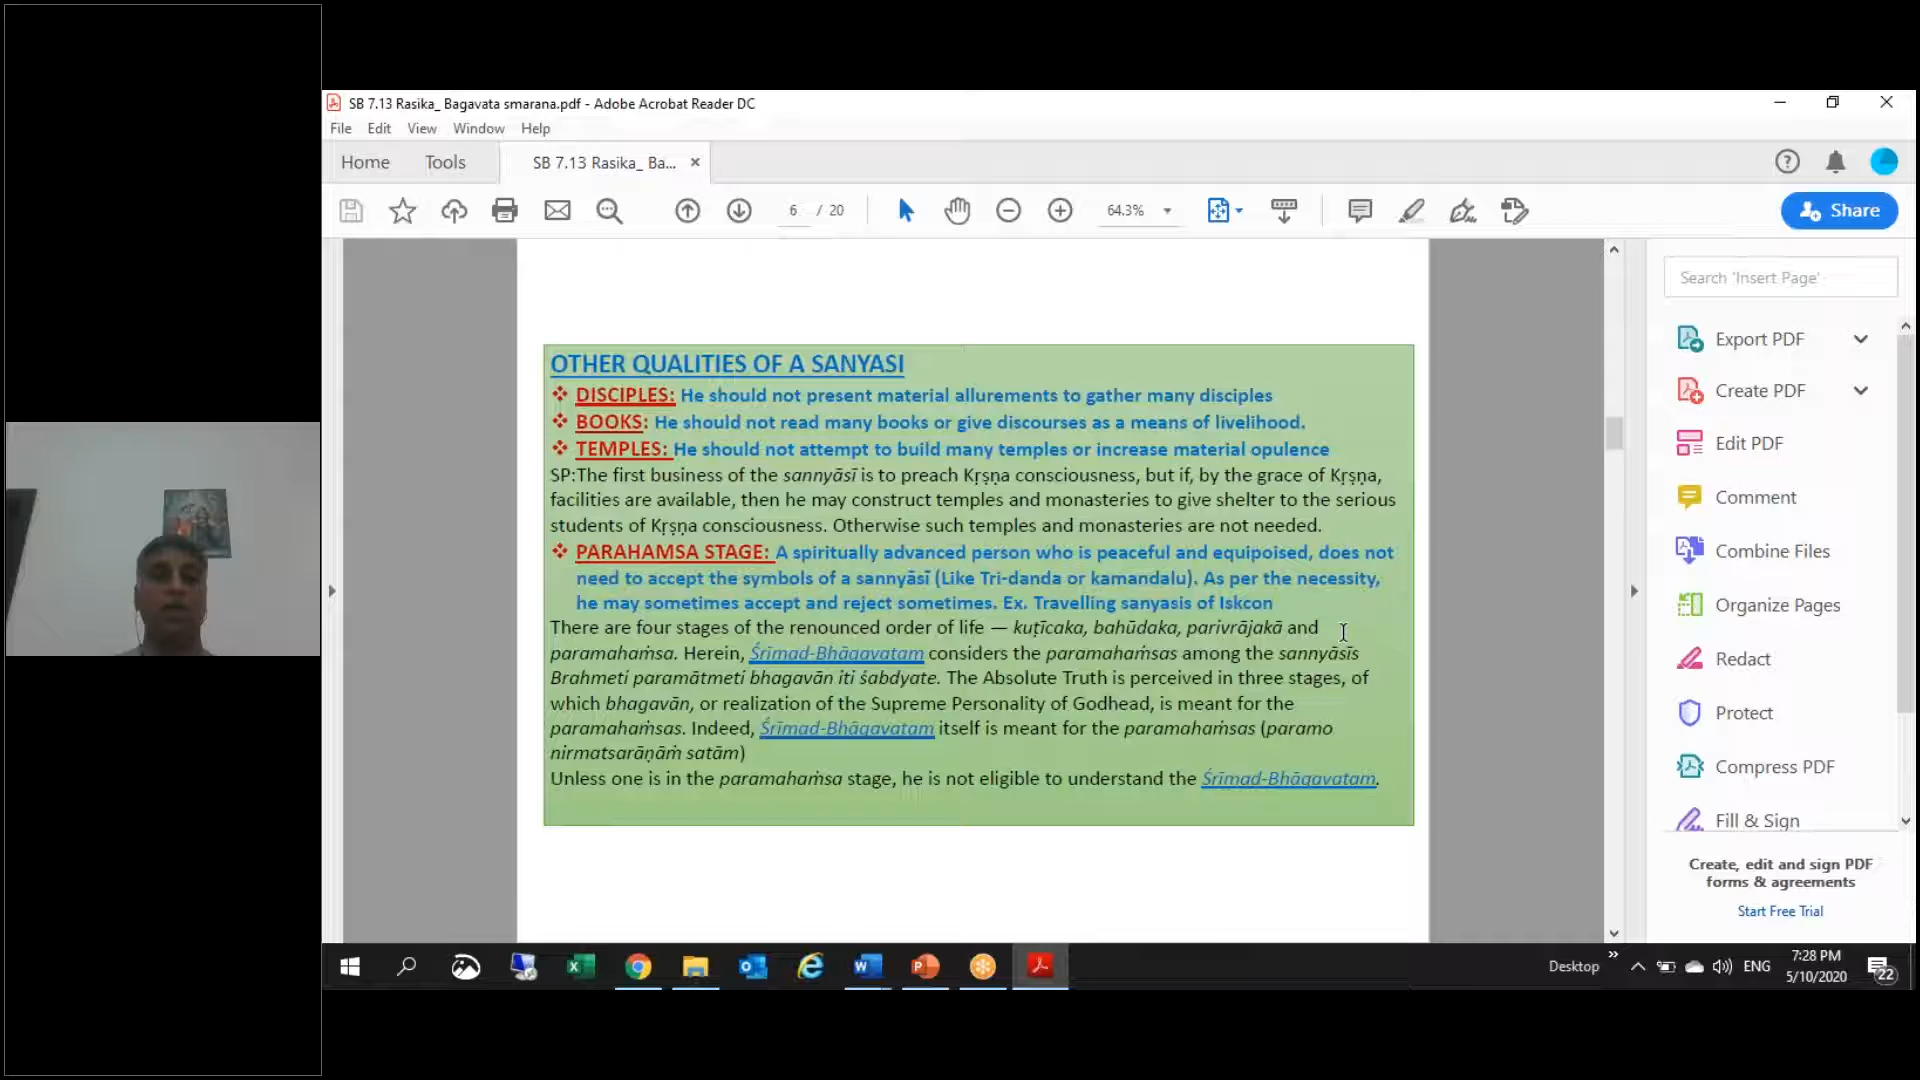 SB 7.13 Rasika_ Bagavata smarana.pdf - Adobe Acrobat Reader DC
File Edit View Window Help
Home Tools SB 7.13 Rasika_ Ba... ×
6 / 20 64.3% Share
Search 'Insert Page'
Export PDF
Create PDF
Edit PDF
Comment
Combine Files
Organize Pages
Redact
Protect
Compress PDF
Fill & Sign
Create, edit and sign PDF
forms & agreements
Start Free Trial
OTHER QUALITIES OF A SANYASI
❖ DISCIPLES: He should not present material allurements to gather many disciples
❖ BOOKS: He should not read many books or give discourses as a means of livelihood.
❖ TEMPLES: He should not attempt to build many temples or increase material opulence
SP:The first business of the sannyāsī is to preach Kṛṣṇa consciousness, but if, by the grace of Kṛṣṇa,
facilities are available, then he may construct temples and monasteries to give shelter to the serious
students of Kṛṣṇa consciousness. Otherwise such temples and monasteries are not needed.
❖ PARAHAMSA STAGE: A spiritually advanced person who is peaceful and equipoised, does not
need to accept the symbols of a sannyāsī (Like Tri-danda or kamandalu). As per the necessity,
he may sometimes accept and reject sometimes. Ex. Travelling sanyasis of Iskcon
There are four stages of the renounced order of life — kuṭīcaka, bahūdaka, parivrājakā and
paramahaṁsa. Herein, Śrīmad-Bhāgavatam considers the paramahaṁsas among the sannyāsīs
Brahmeti paramātmeti bhagavān iti śabdyate. The Absolute Truth is perceived in three stages, of
which bhagavān, or realization of the Supreme Personality of Godhead, is meant for the
paramahaṁsas. Indeed, Śrīmad-Bhāgavatam itself is meant for the paramahaṁsas (paramo
nirmatsarāṇāṁ satām)
Unless one is in the paramahaṁsa stage, he is not eligible to understand the Śrīmad-Bhāgavatam.
Desktop ENG 7:28 PM
5/10/2020 22